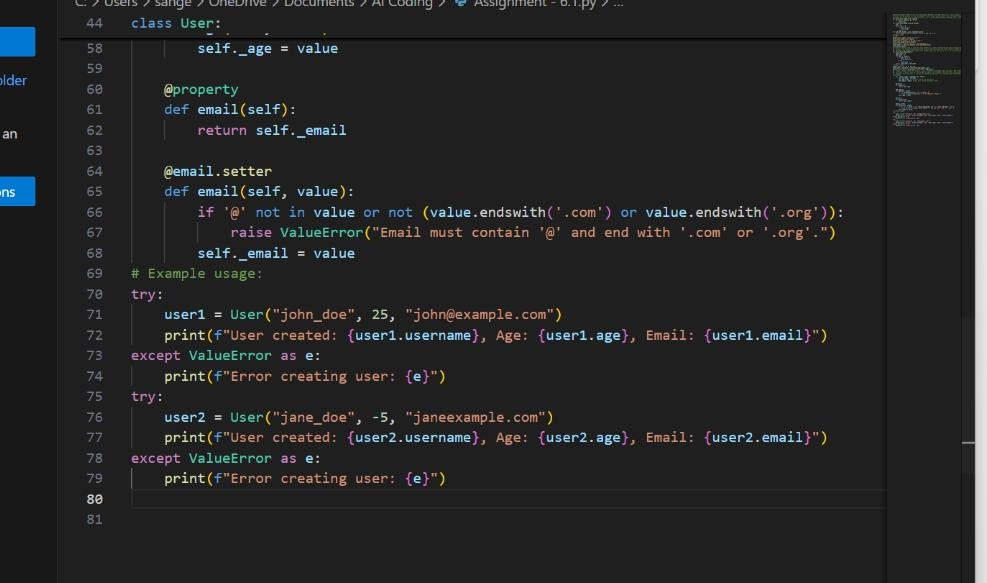 C: > Users > sange > OneDrive > Documents > AI Coding > Assignment - 6.1.py > ...
44 class User:
58         self._age = value
59
older
60     @property
61     def email(self):
an
62         return self._email
63
64     @email.setter
ns
65     def email(self, value):
66         if '@' not in value or not (value.endswith('.com') or value.endswith('.org')):
67             raise ValueError("Email must contain '@' and end with '.com' or '.org'.")
68         self._email = value
69 # Example usage:
70 try:
71     user1 = User("john_doe", 25, "john@example.com")
72     print(f"User created: {user1.username}, Age: {user1.age}, Email: {user1.email}")
73 except ValueError as e:
74     print(f"Error creating user: {e}")
75 try:
76     user2 = User("jane_doe", -5, "janeexample.com")
77     print(f"User created: {user2.username}, Age: {user2.age}, Email: {user2.email}")
78 except ValueError as e:
79     print(f"Error creating user: {e}")
80
81